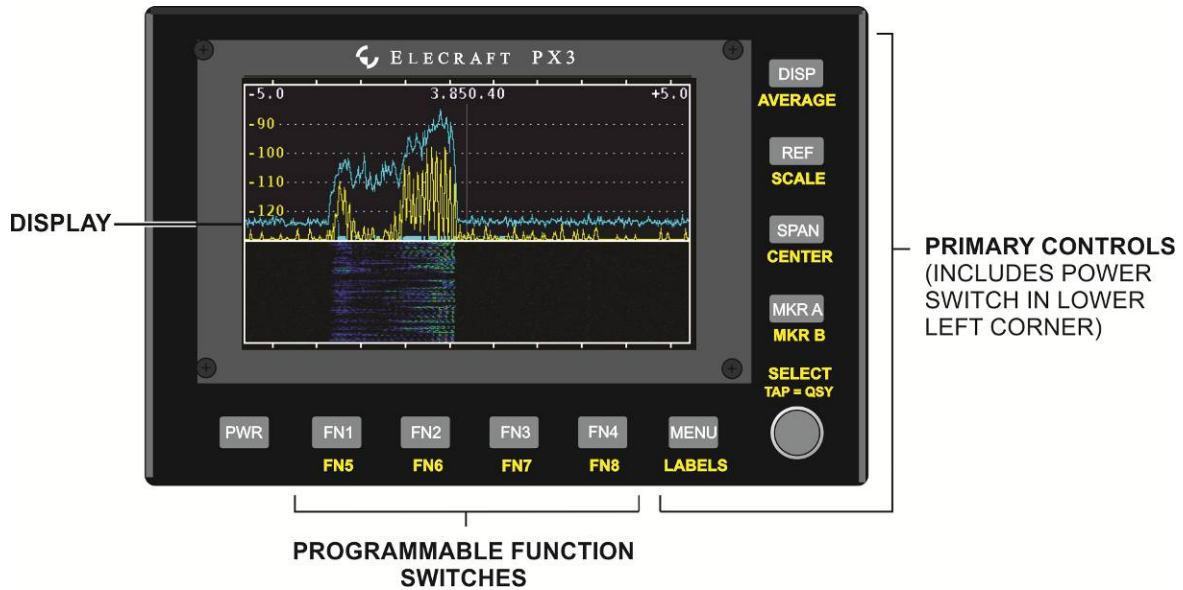 ELECRAFT PX3
-5.0 3.850.40 +5.0
-90
-100
-110
-120
DISPLAY
DISP
AVERAGE
REF
SCALE
SPAN
CENTER
MKR A
MKR B
SELECT
TAP = QSY
PRIMARY CONTROLS
(INCLUDES POWER
SWITCH IN LOWER
LEFT CORNER)
PWR FN1 FN2 FN3 FN4 MENU
FN5 FN6 FN7 FN8 LABELS
PROGRAMMABLE FUNCTION
SWITCHES